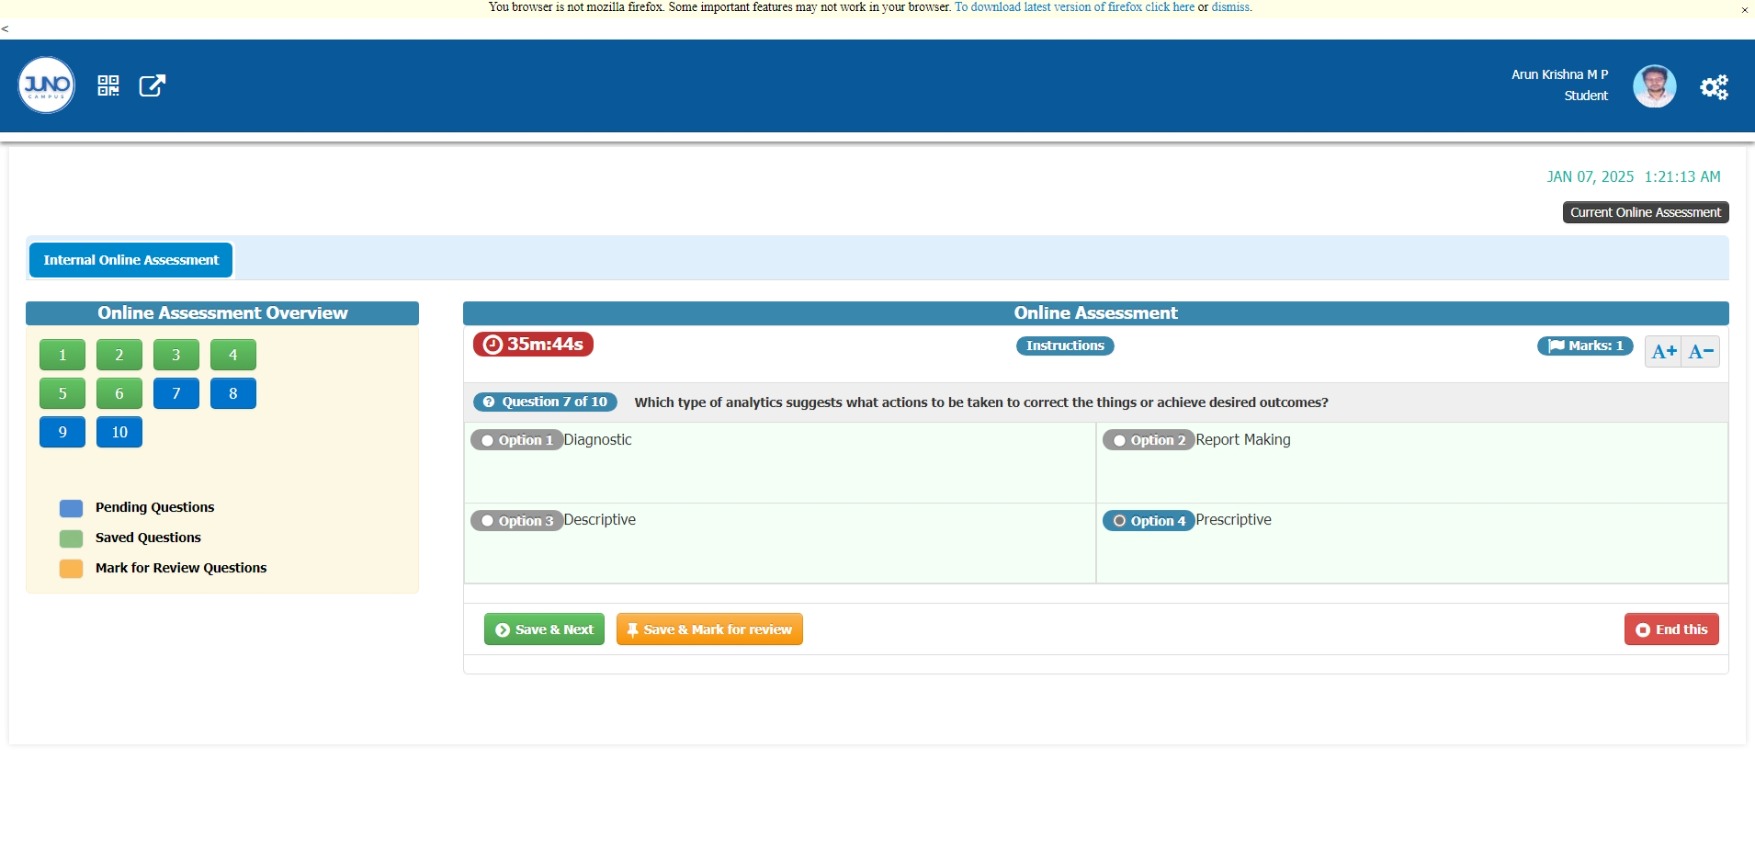 You browser is not mozilla firefox. Some important features may not work in your browser. To download latest version of firefox click here or dismiss.
×
<
JUNO
CAMPUS
Arun Krishna M P
Student
JAN 07, 2025 1:21:13 AM
Current Online Assessment
Internal Online Assessment
Online Assessment Overview
1 2 3 4
5 6 7 8
9 10
Pending Questions
Saved Questions
Mark for Review Questions
Online Assessment
35m:44s
Instructions
Marks: 1
A+ A−
Question 7 of 10 Which type of analytics suggests what actions to be taken to correct the things or achieve desired outcomes?
Option 1 Diagnostic
Option 2 Report Making
Option 3 Descriptive
Option 4 Prescriptive
Save & Next
Save & Mark for review
End this